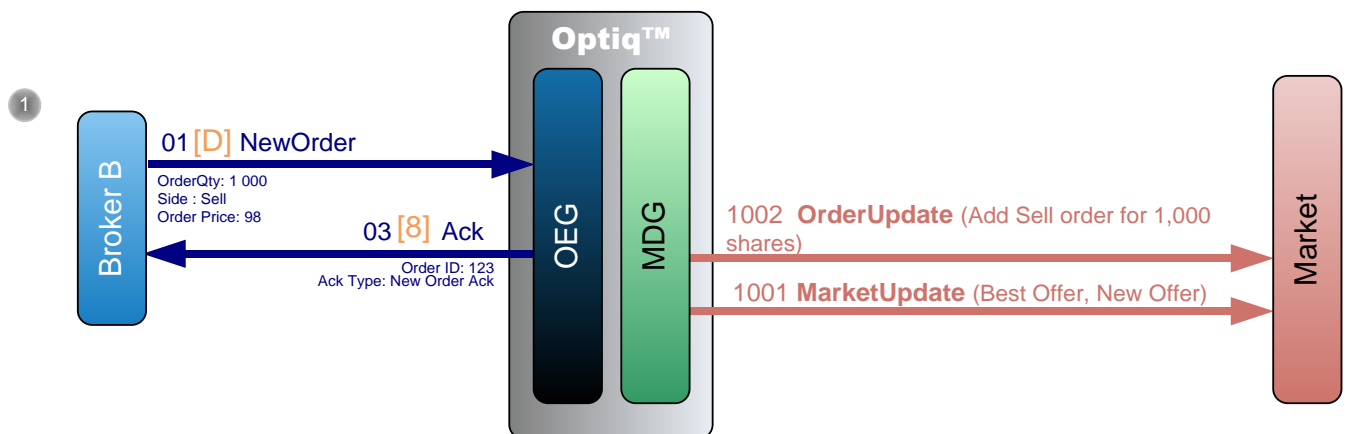 Optiq™
1
01 [D] NewOrder
OrderQty: 1 000
Side : Sell
Order Price: 98
03 [8] Ack
Order ID: 123
Ack Type: New Order Ack
Broker B
OEG
MDG
1002 OrderUpdate (Add Sell order for 1,000
shares)
1001 MarketUpdate (Best Offer, New Offer)
Market